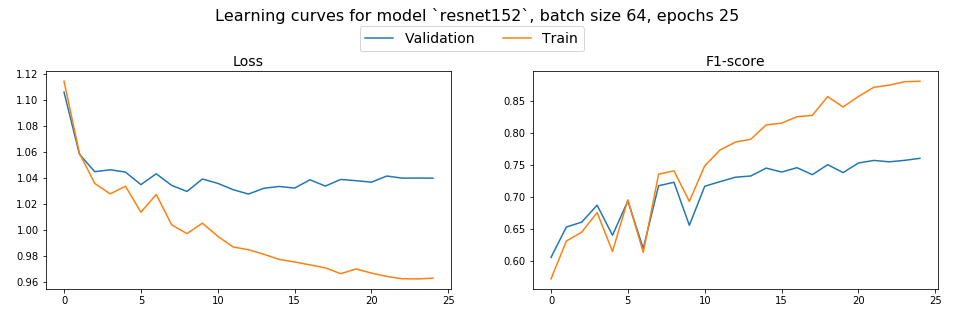 Learning curves for model `resnet152`, batch size 64, epochs 25
Validation Train
Loss
1.12
1.10
1.08
1.06
1.04
1.02
1.00
0.98
0.96
0 5 10 15 20 25
F1-score
0.85
0.80
0.75
0.70
0.65
0.60
0 5 10 15 20 25